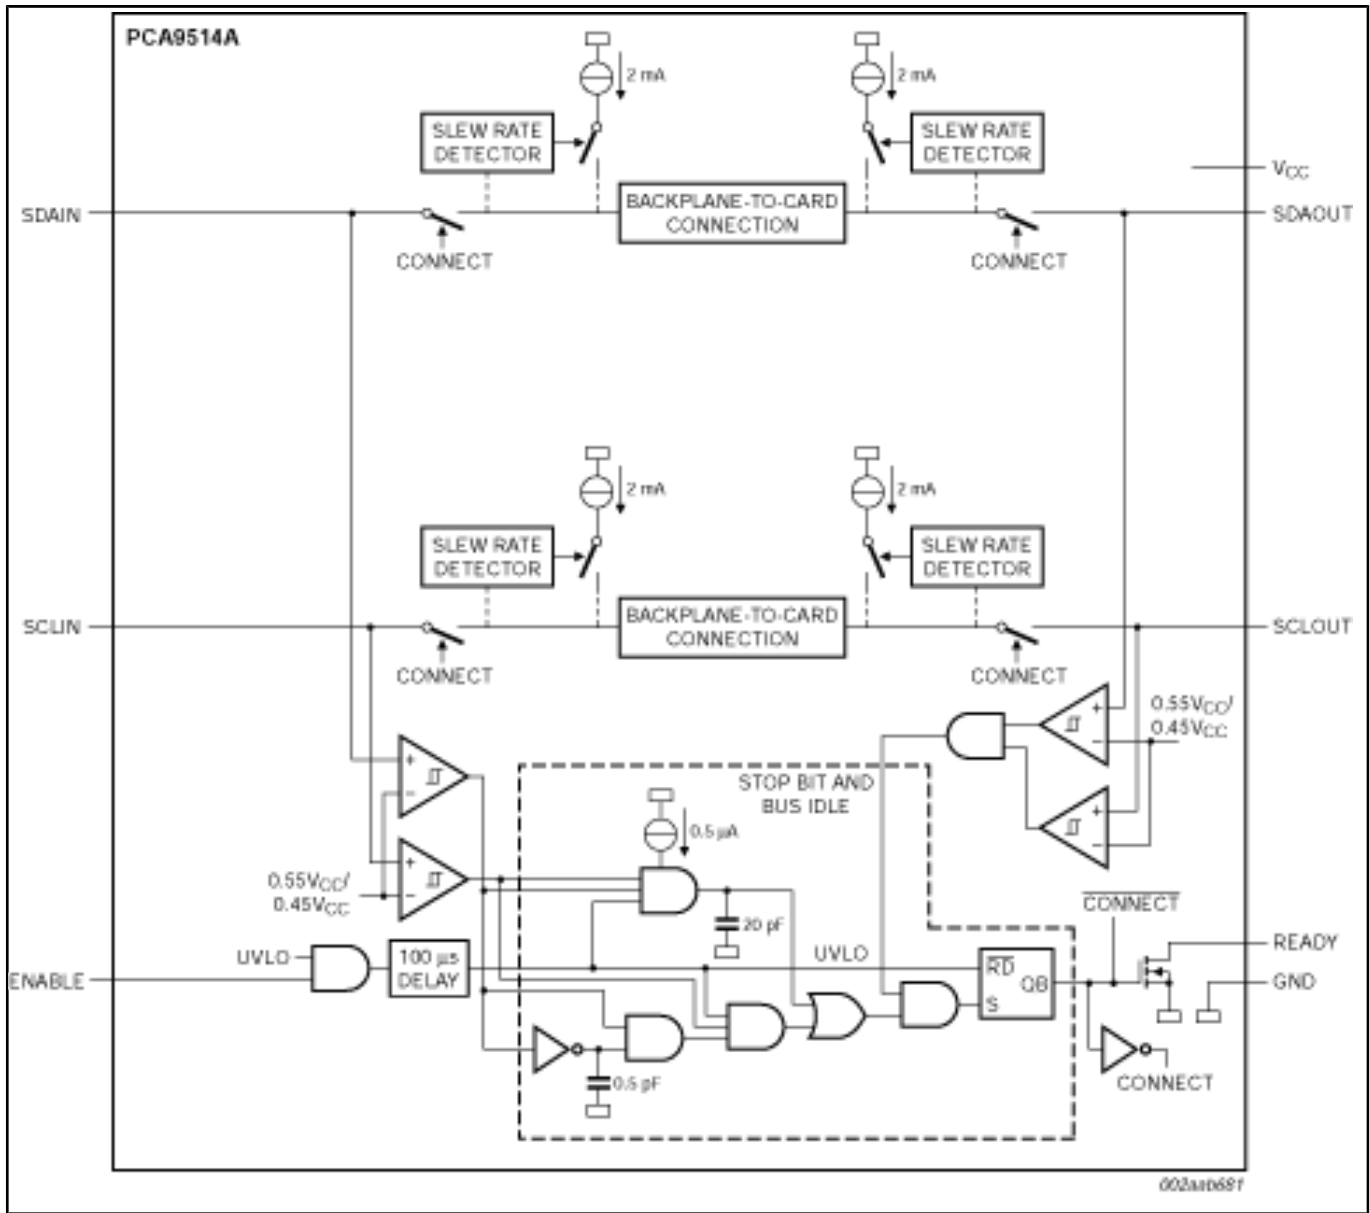 PCA9514A
2 mA
2 mA
SLEW RATE
DETECTOR
SLEW RATE
DETECTOR
VCC
SDAIN
BACKPLANE-TO-CARD
CONNECTION
SDAOUT
CONNECT
CONNECT
2 mA
2 mA
SLEW RATE
DETECTOR
SLEW RATE
DETECTOR
SCLIN
BACKPLANE-TO-CARD
CONNECTION
SCLOUT
CONNECT
CONNECT
0.55VCC/
0.45VCC
+
−
+
−
STOP BIT AND
BUS IDLE
+
−
+
−
0.5 µA
0.55VCC/
0.45VCC
20 pF
CONNECT
UVLO
100 µs
DELAY
UVLO
RD
QB
S
READY
ENABLE
GND
0.5 pF
CONNECT
002aab681